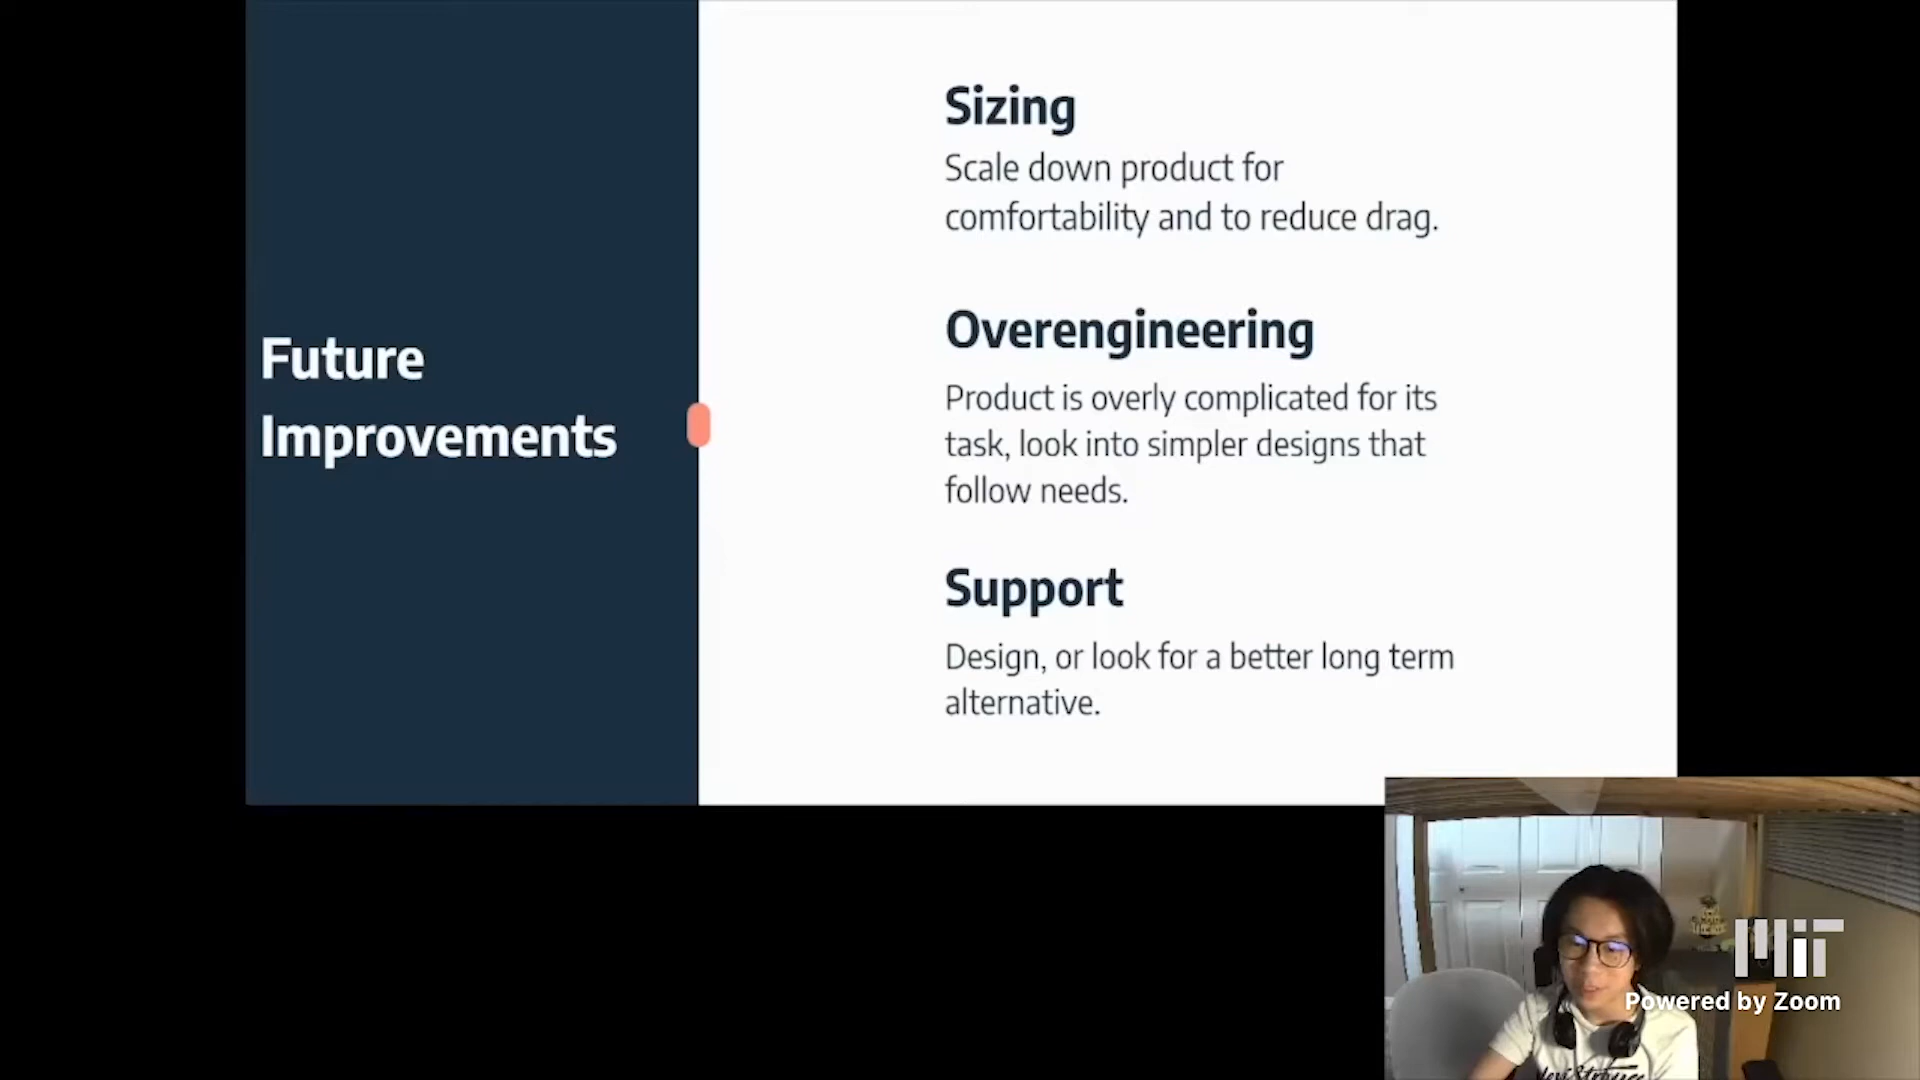 Future
Improvements
Sizing
Scale down product for
comfortability and to reduce drag.
Overengineering
Product is overly complicated for its
task, look into simpler designs that
follow needs.
Support
Design, or look for a better long term
alternative.
MIT
Powered by Zoom